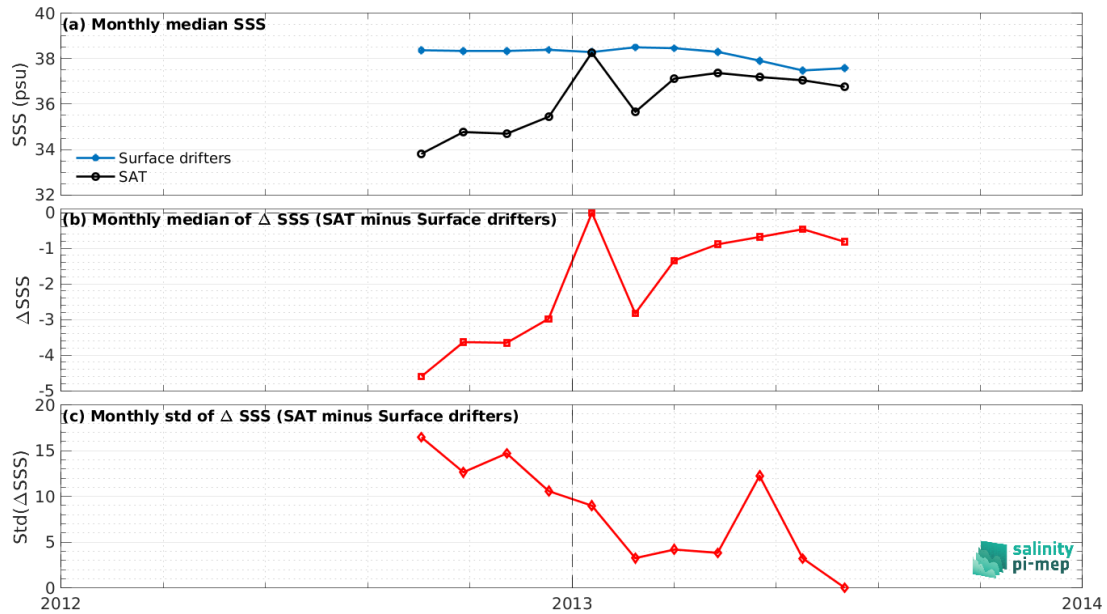 (a) Monthly median SSS
SSS (psu)
40
38
36
34
32
Surface drifters
SAT
(b) Monthly median of Δ SSS (SAT minus Surface drifters)
ΔSSS
0
-1
-2
-3
-4
-5
(c) Monthly std of Δ SSS (SAT minus Surface drifters)
Std(ΔSSS)
20
15
10
5
0
2012
2013
2014
salinity
pi-mep